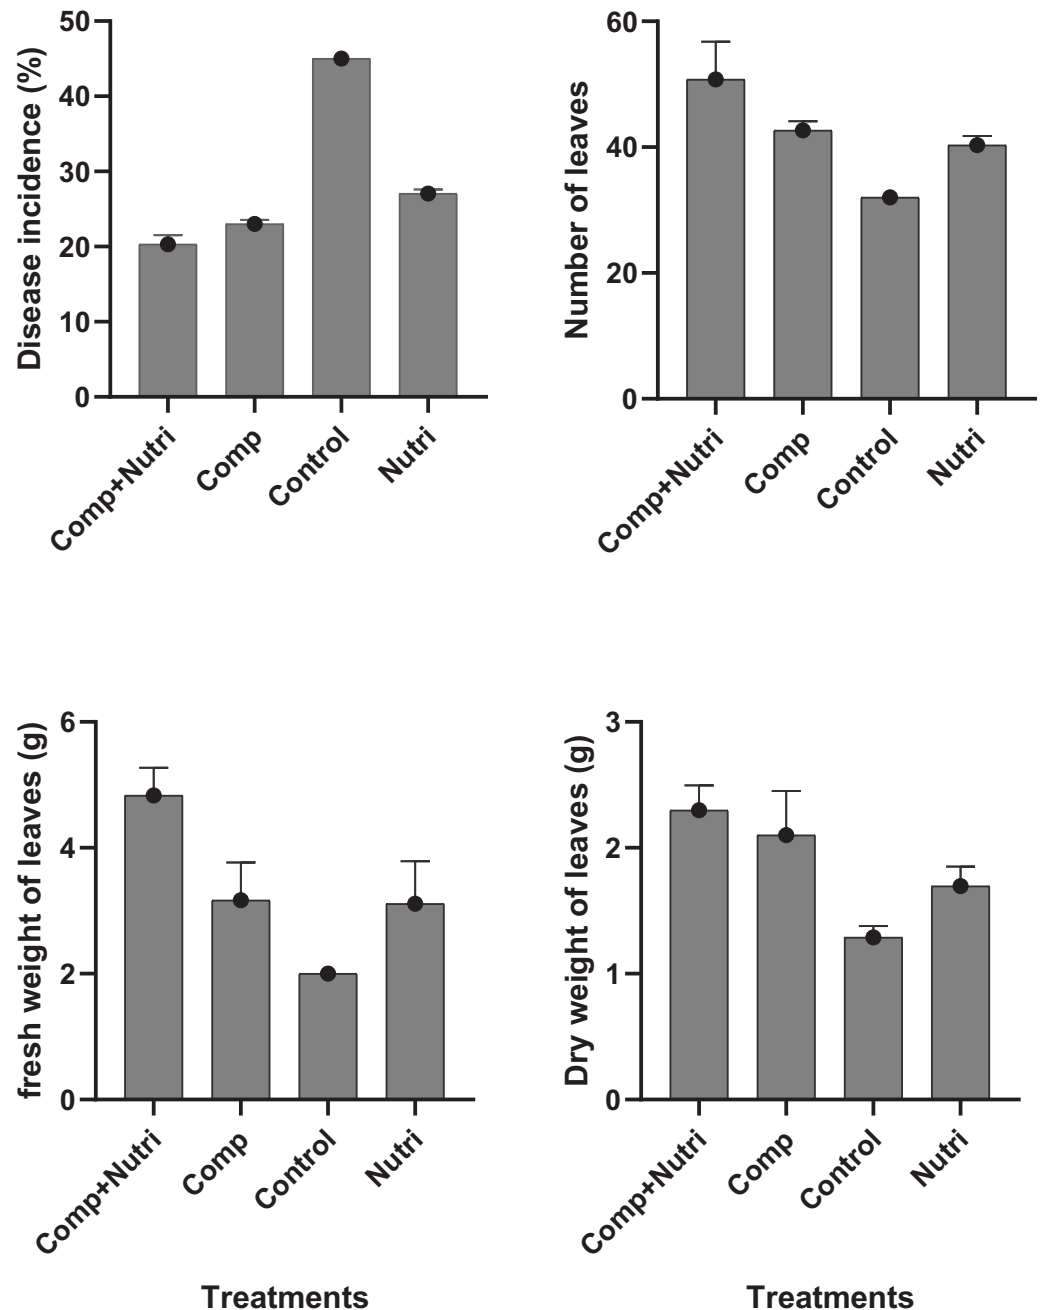 Disease incidence (%)
50
40
30
20
10
0
Comp+Nutri
Comp
Control
Nutri
Number of leaves
60
40
20
0
Comp+Nutri
Comp
Control
Nutri
fresh weight of leaves (g)
6
4
2
0
Comp+Nutri
Comp
Control
Nutri
Treatments
Dry weight of leaves (g)
3
2
1
0
Comp+Nutri
Comp
Control
Nutri
Treatments